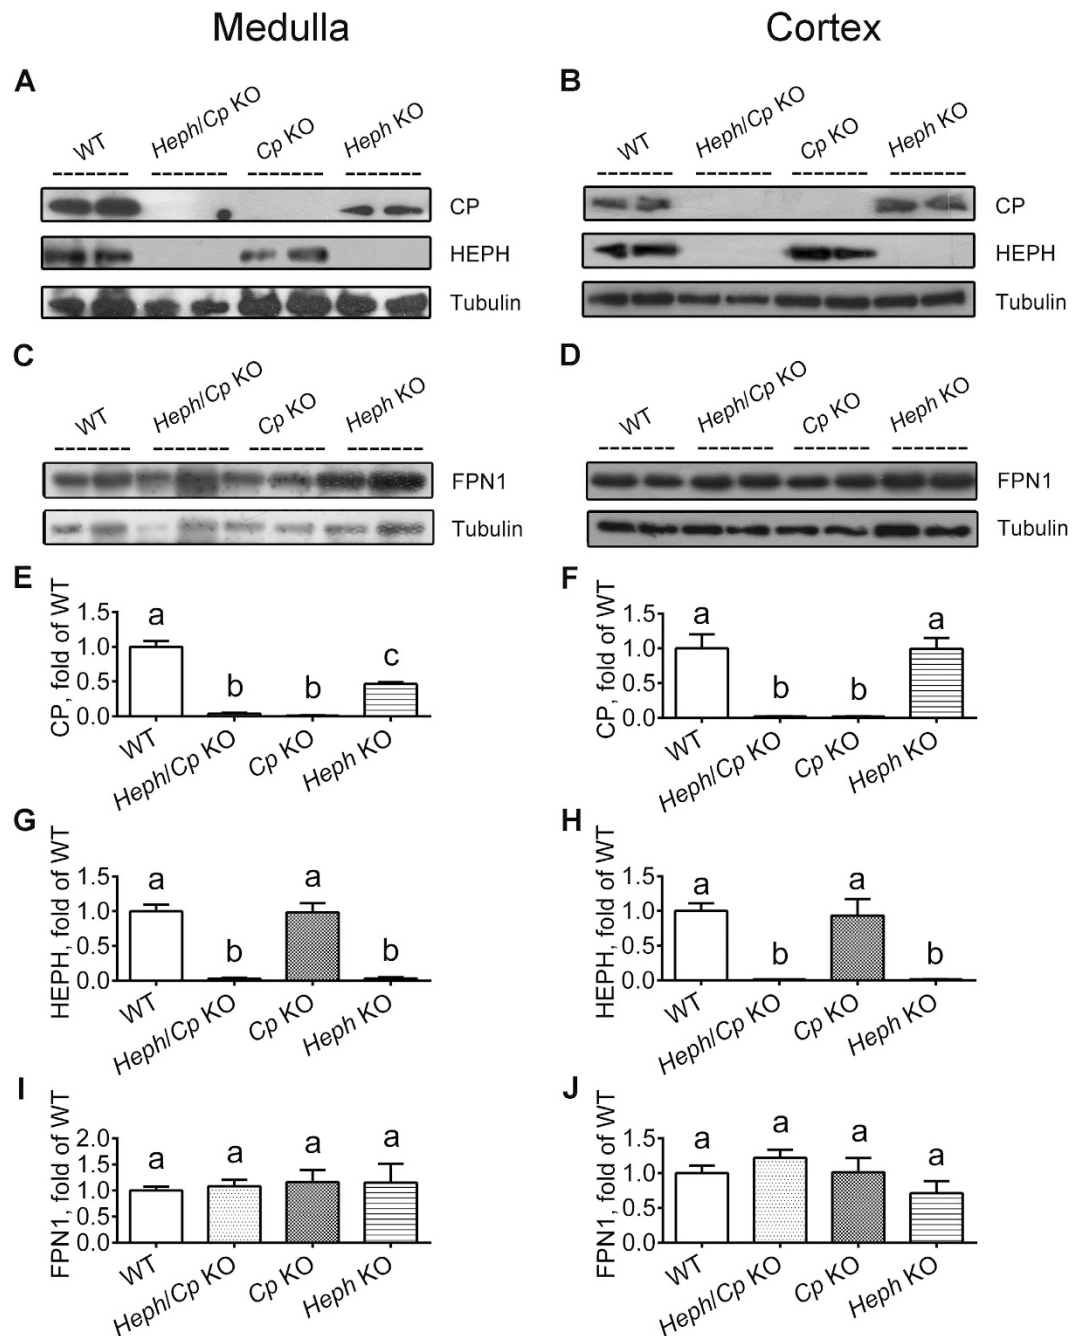 Medulla Cortex
A B
WT Heph/Cp KO Cp KO Heph KO WT Heph/Cp KO Cp KO Heph KO
CP CP
HEPH HEPH
Tubulin Tubulin
C D
WT Heph/Cp KO Cp KO Heph KO WT Heph/Cp KO Cp KO Heph KO
FPN1 FPN1
Tubulin Tubulin
E
CP, fold of WT
1.5
1.0
0.5
0.0
a b b c
WT Heph/Cp KO Cp KO Heph KO
F
CP, fold of WT
1.5
1.0
0.5
0.0
a b b a
WT Heph/Cp KO Cp KO Heph KO
G
HEPH, fold of WT
1.5
1.0
0.5
0.0
a b a b
WT Heph/Cp KO Cp KO Heph KO
H
HEPH, fold of WT
1.5
1.0
0.5
0.0
a b a b
WT Heph/Cp KO Cp KO Heph KO
I
FPN1, fold of WT
2.0
1.5
1.0
0.5
0.0
a a a a
WT Heph/Cp KO Cp KO Heph KO
J
FPN1, fold of WT
1.5
1.0
0.5
0.0
a a a a
WT Heph/Cp KO Cp KO Heph KO